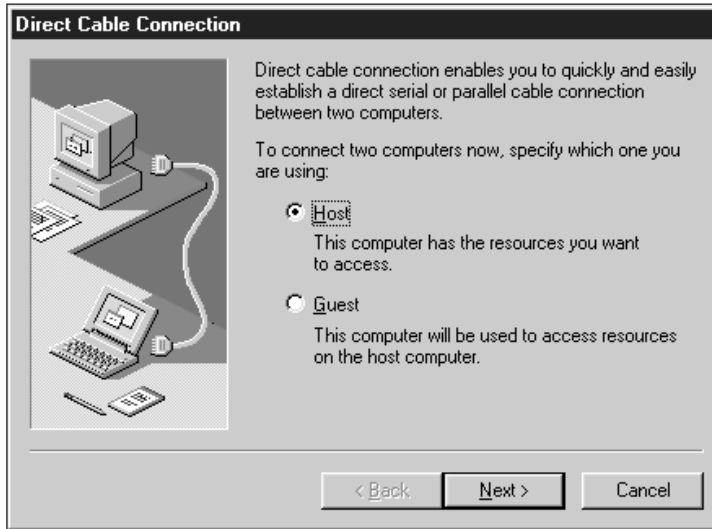 Direct Cable Connection
Direct cable connection enables you to quickly and easily
establish a direct serial or parallel cable connection
between two computers.
To connect two computers now, specify which one you
are using:
Host
This computer has the resources you want
to access.
Guest
This computer will be used to access resources
on the host computer.
< Back
Next >
Cancel